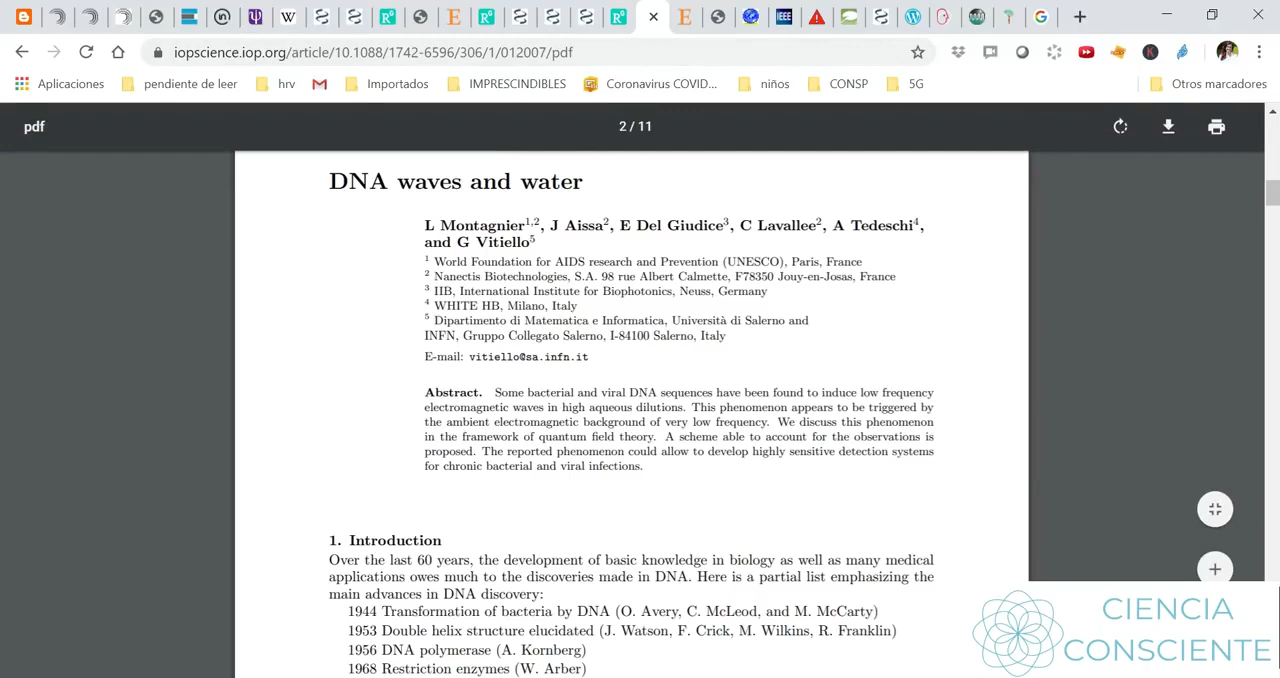 iopscience.iop.org/article/10.1088/1742-6596/306/1/012007/pdf
Aplicaciones pendiente de leer hrv Importados IMPRESCINDIBLES Coronavirus COVID... niños CONSP 5G Otros marcadores
pdf 2 / 11
DNA waves and water
L Montagnier1,2, J Aissa2, E Del Giudice3, C Lavallee2, A Tedeschi4,
and G Vitiello5
1 World Foundation for AIDS research and Prevention (UNESCO), Paris, France
2 Nanectis Biotechnologies, S.A. 98 rue Albert Calmette, F78350 Jouy-en-Josas, France
3 IIB, International Institute for Biophotonics, Neuss, Germany
4 WHITE HB, Milano, Italy
5 Dipartimento di Matematica e Informatica, Università di Salerno and
INFN, Gruppo Collegato Salerno, I-84100 Salerno, Italy
E-mail: vitiello@sa.infn.it
Abstract. Some bacterial and viral DNA sequences have been found to induce low frequency
electromagnetic waves in high aqueous dilutions. This phenomenon appears to be triggered by
the ambient electromagnetic background of very low frequency. We discuss this phenomenon
in the framework of quantum field theory. A scheme able to account for the observations is
proposed. The reported phenomenon could allow to develop highly sensitive detection systems
for chronic bacterial and viral infections.
1. Introduction
Over the last 60 years, the development of basic knowledge in biology as well as many medical
applications owes much to the discoveries made in DNA. Here is a partial list emphasizing the
main advances in DNA discovery:
1944 Transformation of bacteria by DNA (O. Avery, C. McLeod, and M. McCarty)
1953 Double helix structure elucidated (J. Watson, F. Crick, M. Wilkins, R. Franklin)
1956 DNA polymerase (A. Kornberg)
1968 Restriction enzymes (W. Arber)
CIENCIA
CONSCIENTE